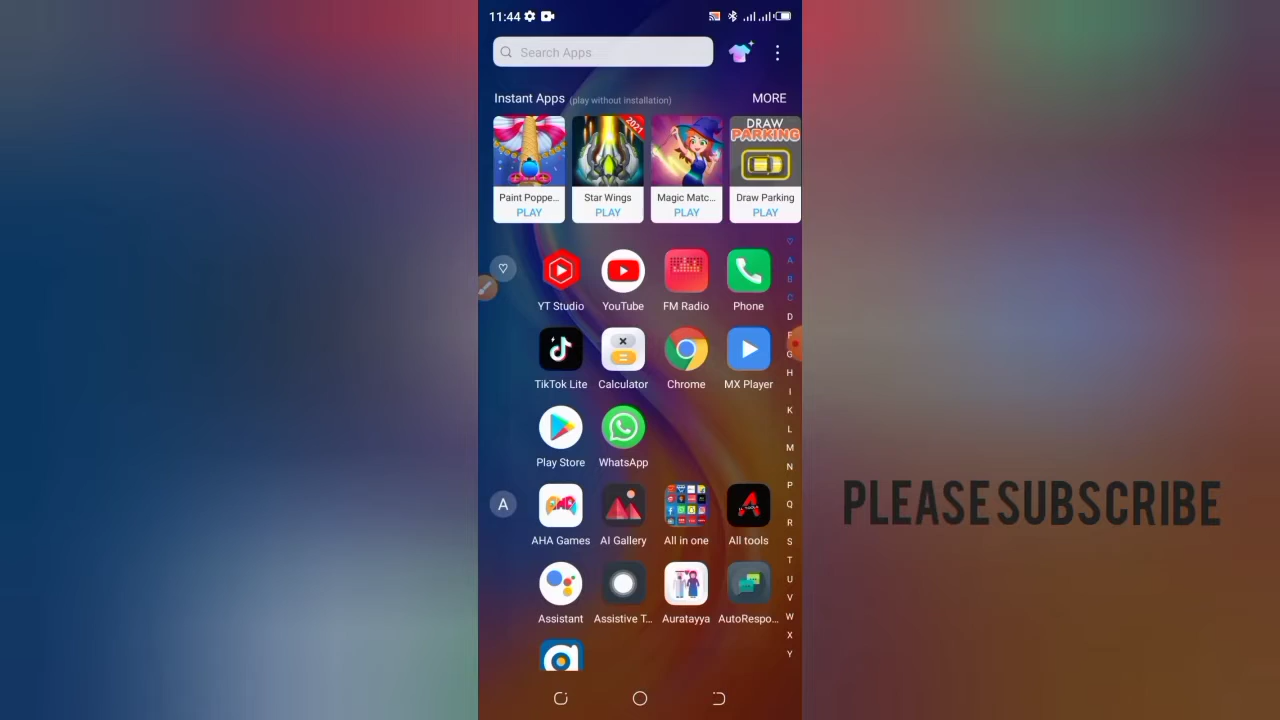 11:44
Search Apps
Instant Apps (play without installation) MORE
2021
DRAW
PARKING
Paint Poppe... Star Wings Magic Matc... Draw Parking
PLAY PLAY PLAY PLAY
YT Studio YouTube FM Radio Phone
TikTok Lite Calculator Chrome MX Player
Play Store WhatsApp
A
AHA
AHA Games AI Gallery All in one All tools
Assistant Assistive T... Auratayya AutoRespo...
A
B
C
D
F
G
H
I
K
L
M
N
P
Q
R
S
T
U
V
W
X
Y
PLEASE SUBSCRIBE